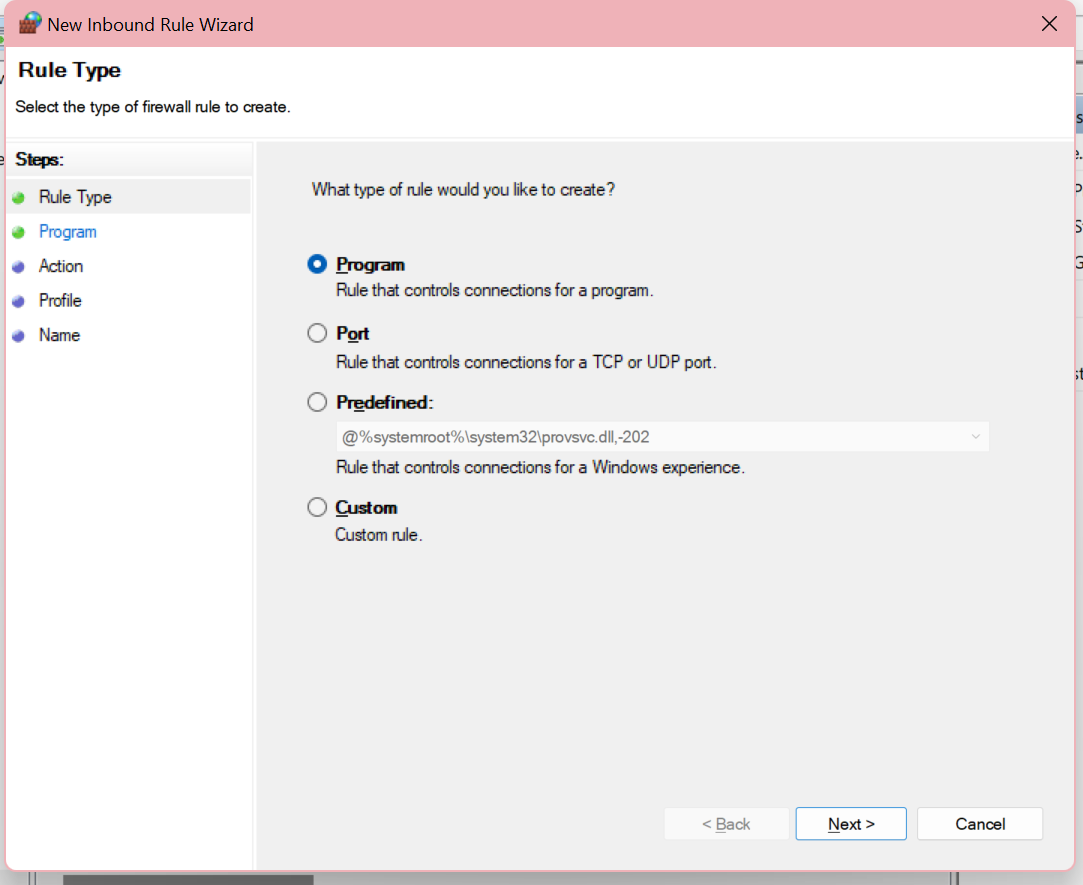 New Inbound Rule Wizard
Rule Type
Select the type of firewall rule to create.
Steps:
Rule Type
Program
Action
Profile
Name
What type of rule would you like to create?
Program
Rule that controls connections for a program.
Port
Rule that controls connections for a TCP or UDP port.
Predefined:
@%systemroot%\system32\provsvc.dll,-202
Rule that controls connections for a Windows experience.
Custom
Custom rule.
< Back
Next >
Cancel